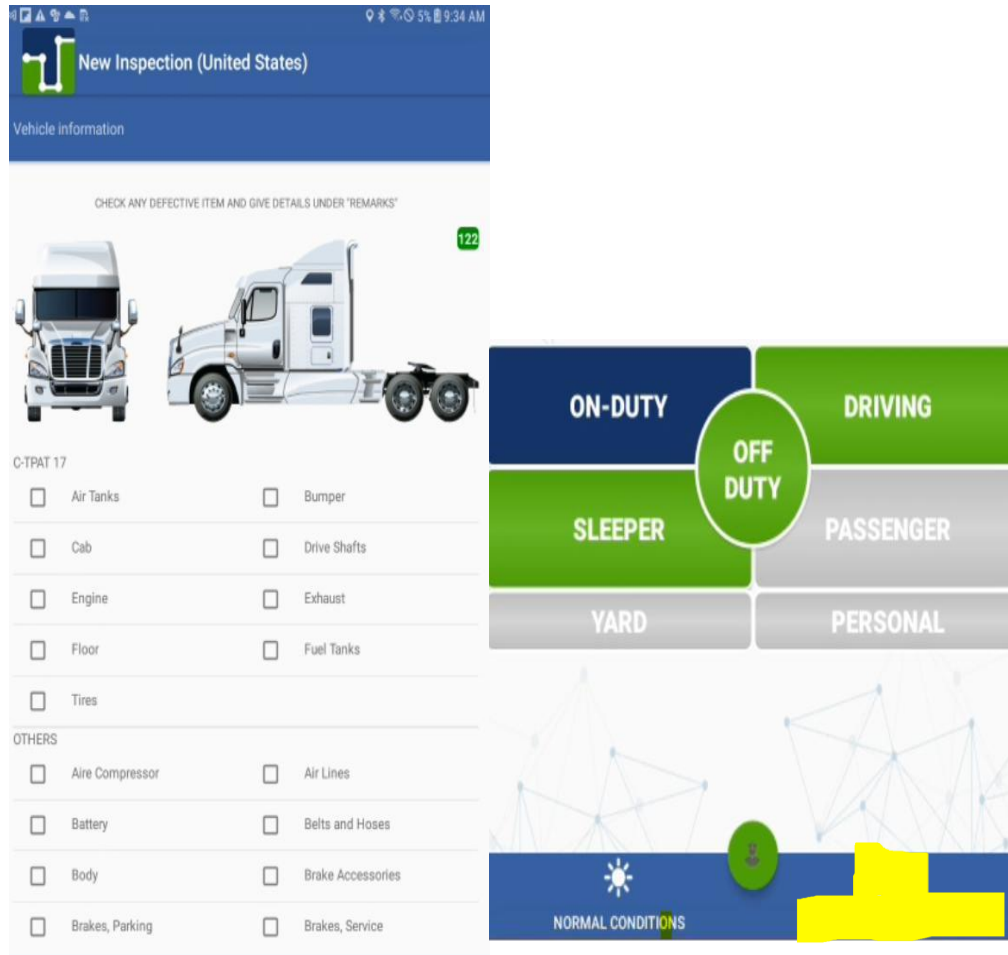 5% 9:34 AM
New Inspection (United States)
Vehicle information
CHECK ANY DEFECTIVE ITEM AND GIVE DETAILS UNDER "REMARKS"
122
C-TPAT 17
Air Tanks
Bumper
Cab
Drive Shafts
Engine
Exhaust
Floor
Fuel Tanks
Tires
OTHERS
Aire Compressor
Air Lines
Battery
Belts and Hoses
Body
Brake Accessories
Brakes, Parking
Brakes, Service
ON-DUTY
DRIVING
OFF
DUTY
SLEEPER
PASSENGER
YARD
PERSONAL
NORMAL CONDITIONS